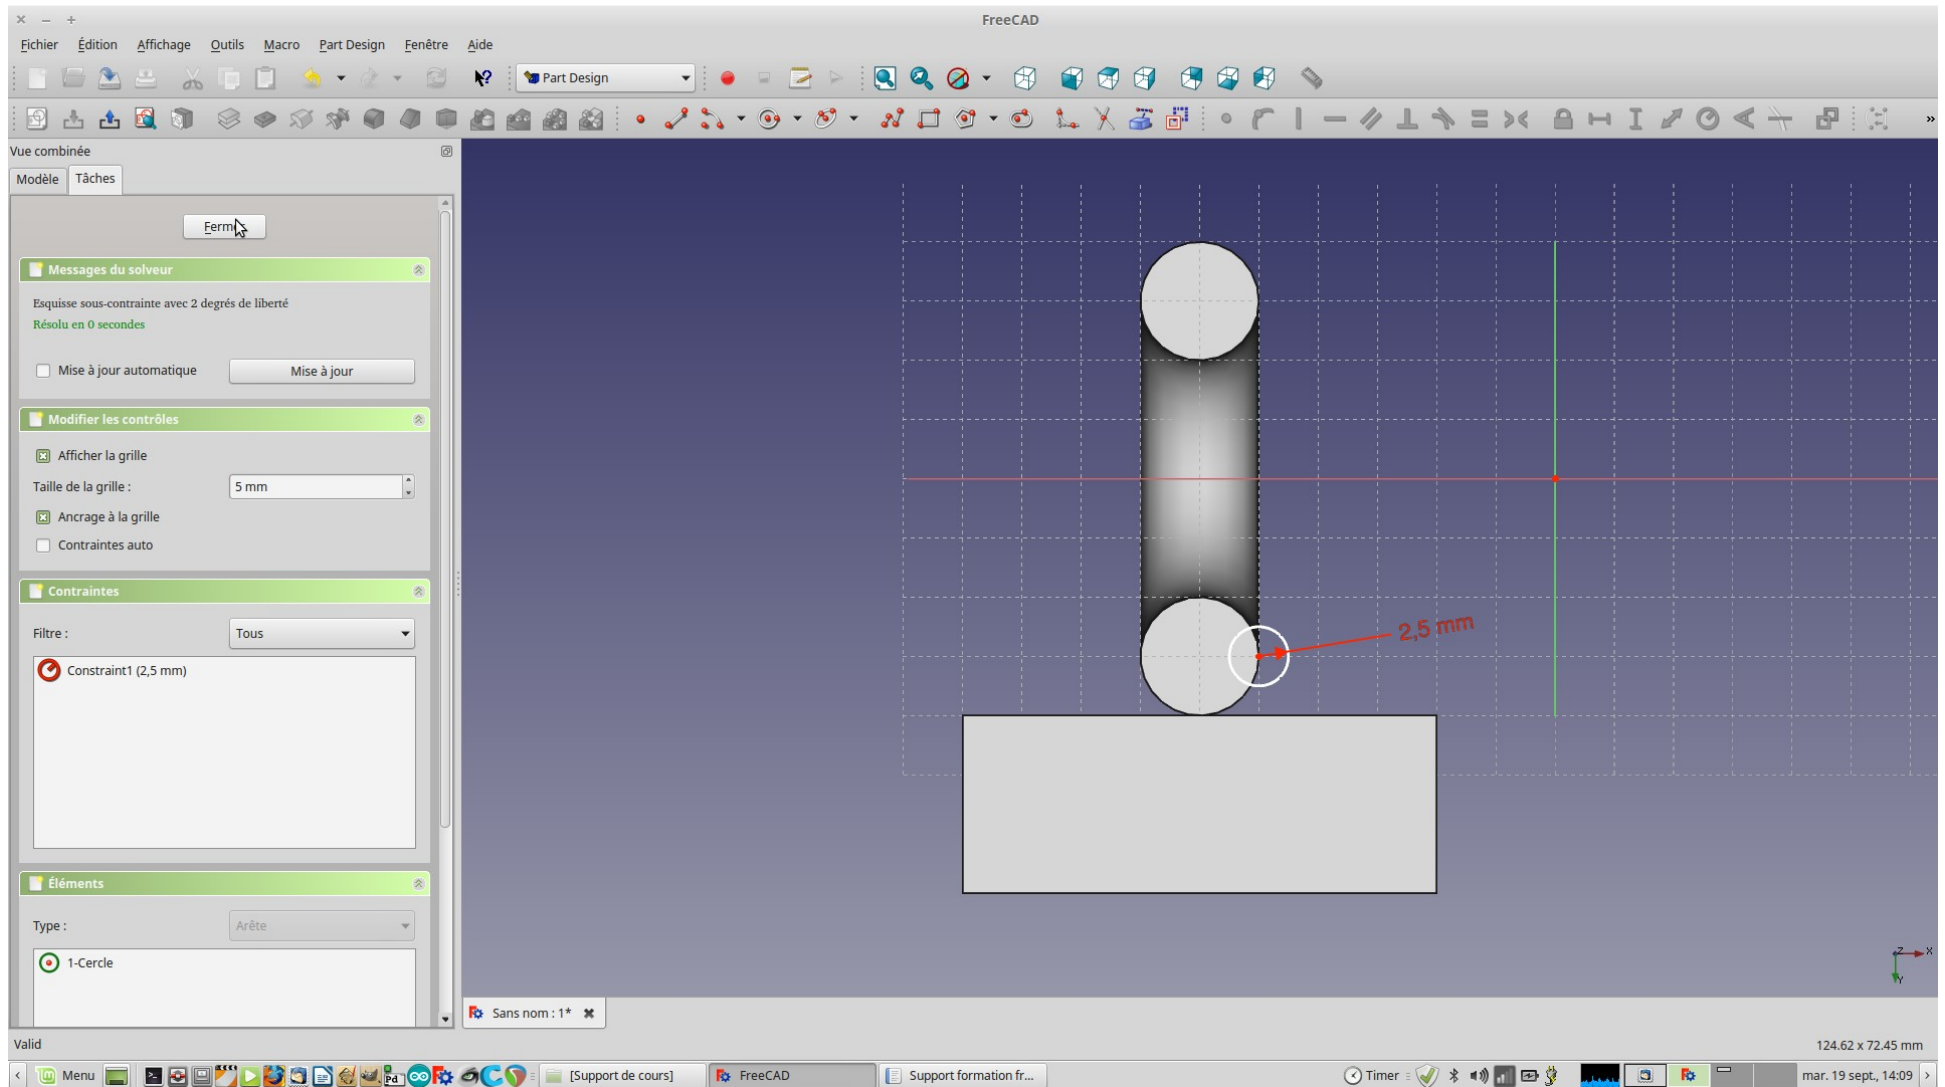 FreeCAD
Fichier Édition Affichage Outils Macro Part Design Fenêtre Aide
Part Design
Vue combinée
Modèle Tâches
Messages du solveur
Esquisse sous-contrainte avec 2 degrés de liberté
Résolu en 0 secondes
Mise à jour automatique Mise à jour
Modifier les contrôles
Afficher la grille
Taille de la grille : 5 mm
Ancrage à la grille
Contraintes auto
Contraintes
Filtre : Tous
Constraint1 (2,5 mm)
Éléments
Type : Arête
1-Cercle
2,5 mm
Z X
Y
Sans nom : 1*
Valid 124.62 x 72.45 mm
Menu Pd [Support de cours] FreeCAD Support formation fr... Timer mar. 19 sept., 14:09